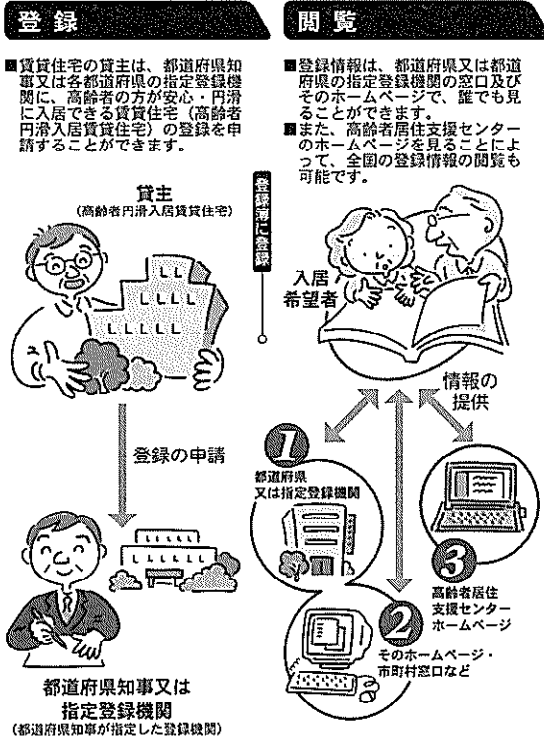 登録
■賃貸住宅の貸主は、都道府県知
事又は各都道府県の指定登録機
関に、高齢者の方が安心・円滑
に入居できる賃貸住宅（高齢者
円滑入居賃貸住宅）の登録を申
請することができます。
貸主
（高齢者円滑入居賃貸住宅）
登録の申請
都道府県知事又は
指定登録機関
（都道府県知事が指定した登録機関）
登録簿に登録
閲覧
■登録情報は、都道府県又は都道
府県の指定登録機関の窓口及び
そのホームページで、誰でも見
ることができます。
■また、高齢者居住支援センター
のホームページを見ることによ
って、全国の登録情報の閲覧も
可能です。
入居
希望者
情報の
提供
1
都道府県
又は指定登録機関
2
そのホームページ・
市町村窓口など
3
高齢者居住
支援センター
ホームページ